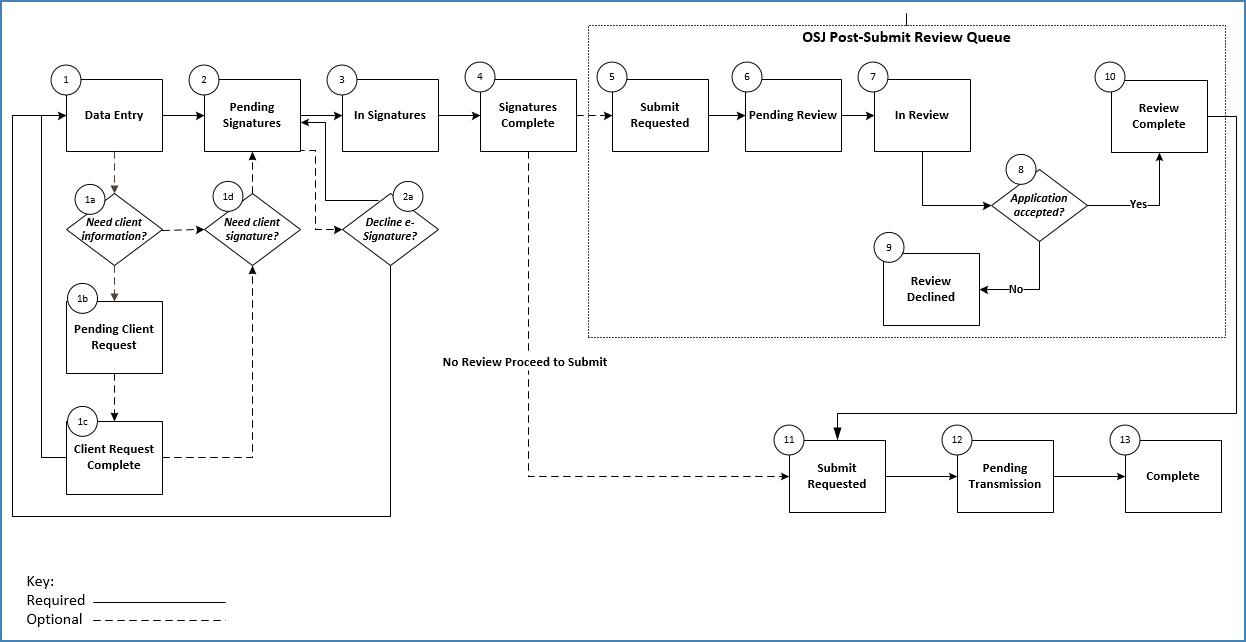 OSJ Post-Submit Review Queue
1
Data Entry
2
Pending
Signatures
3
In Signatures
4
Signatures
Complete
5
Submit
Requested
6
Pending Review
7
In Review
10
Review
Complete
1a
Need client
information?
1d
Need client
signature?
2a
Decline e-
Signature?
8
Application
accepted?
Yes
No
9
Review
Declined
1b
Pending Client
Request
No Review Proceed to Submit
1c
Client Request
Complete
11
Submit
Requested
12
Pending
Transmission
13
Complete
Key:
Required
Optional